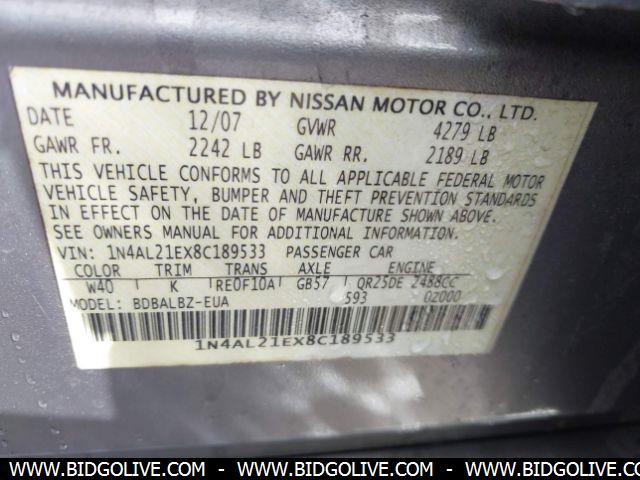 MANUFACTURED BY NISSAN MOTOR CO., LTD.
DATE 12/07 GVWR 4279 LB
GAWR FR. 2242 LB GAWR RR. 2189 LB
THIS VEHICLE CONFORMS TO ALL APPLICABLE FEDERAL MOTOR
VEHICLE SAFETY, BUMPER AND THEFT PREVENTION STANDARDS
IN EFFECT ON THE DATE OF MANUFACTURE SHOWN ABOVE.
SEE OWNERS MANUAL FOR ADDITIONAL INFORMATION.
VIN: 1N4AL21EX8C189533 PASSENGER CAR
COLOR TRIM TRANS AXLE ENGINE
W40 K RE0F10A GB57 QR25DE 2488CC
MODEL: BDBALBZ-EUA 593 0Z000
1N4AL21EX8C189533
WWW.BIDGOLIVE.COM - WWW.BIDGOLIVE.COM - WWW.BIDGOLIVE.COM